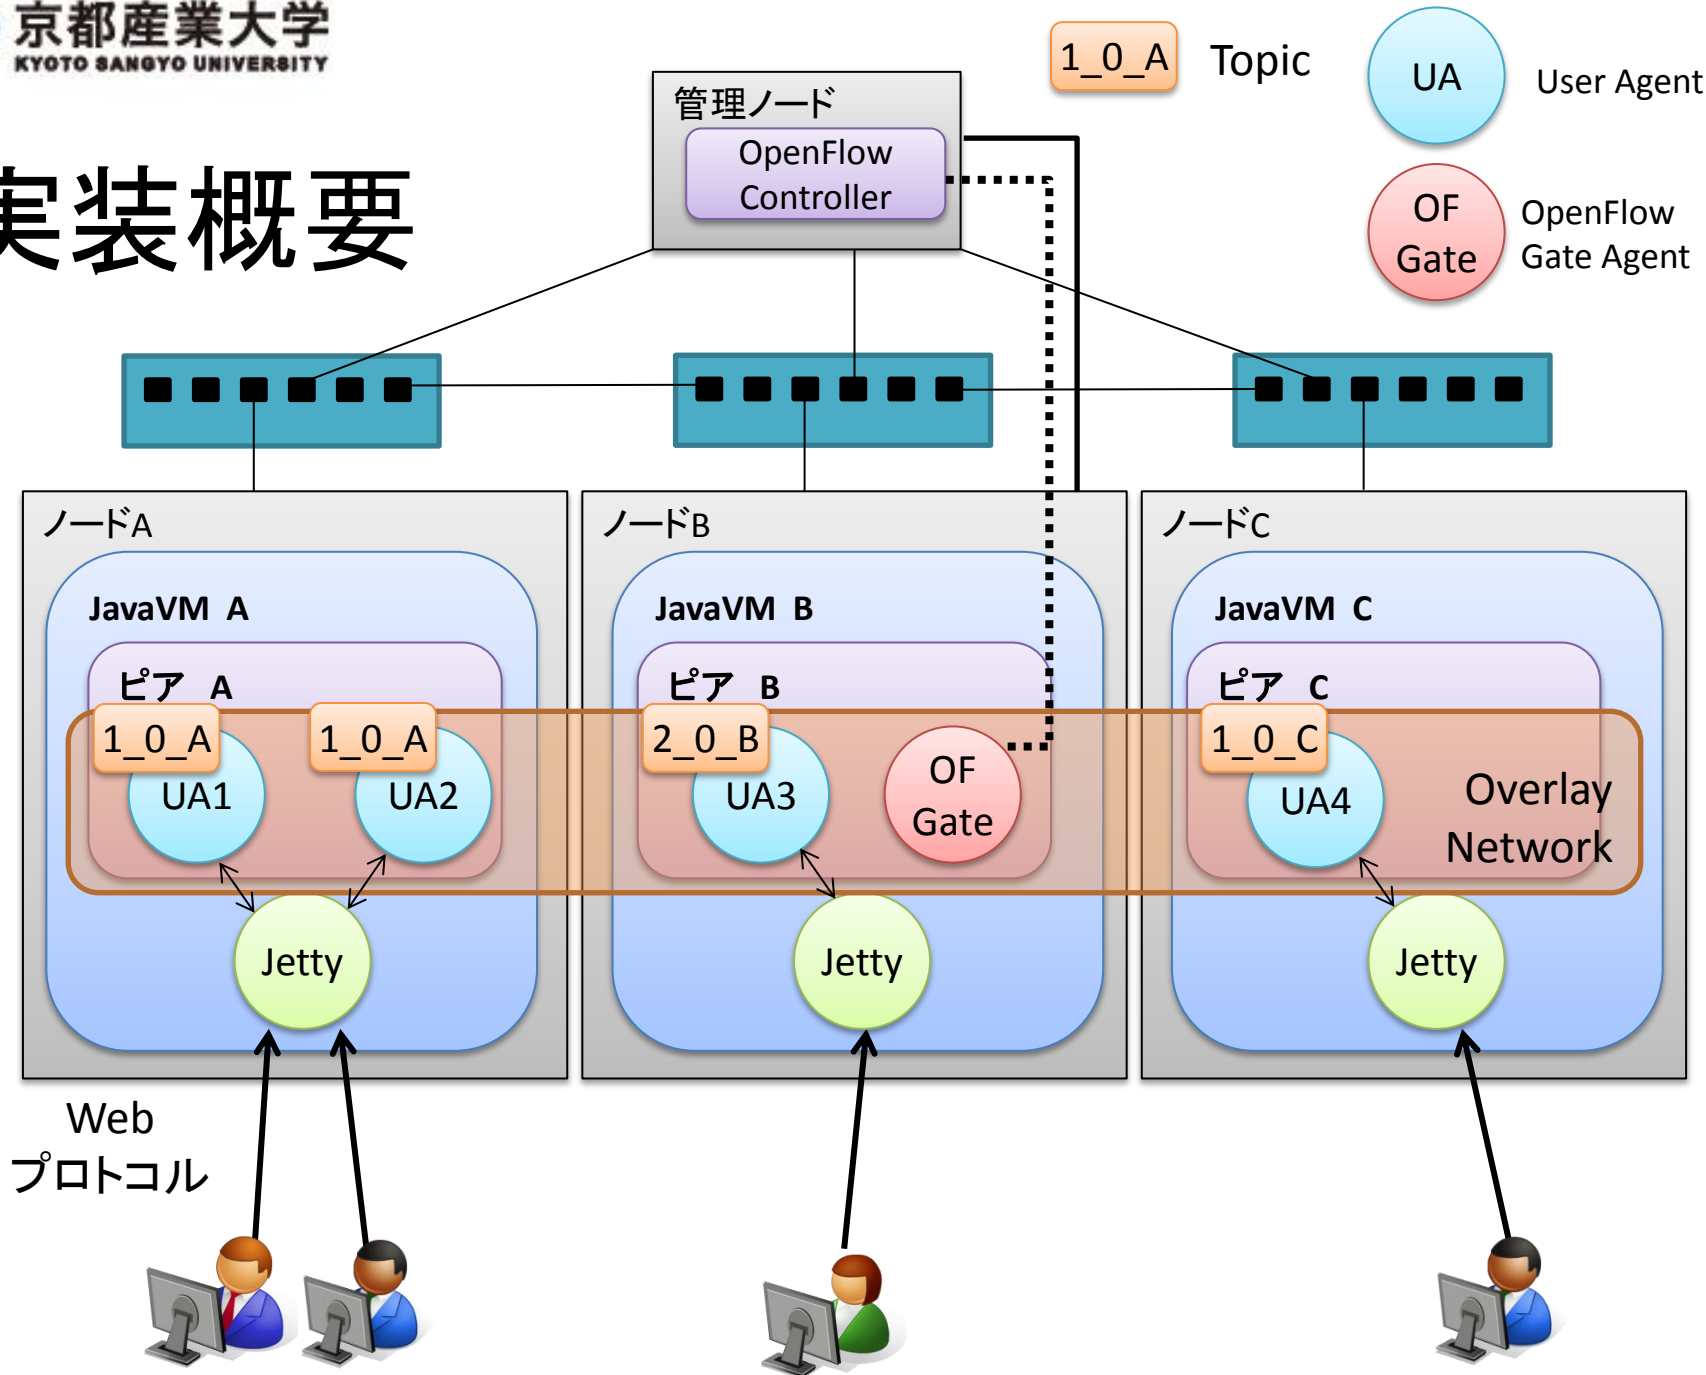 京都産業大学
KYOTO SANGYO UNIVERSITY
実装概要
1_0_A
Topic
UA
User Agent
OF
Gate
OpenFlow
Gate Agent
管理ノード
OpenFlow
Controller
ノードA
JavaVM A
ピア A
1_0_A
UA1
1_0_A
UA2
Jetty
ノードB
JavaVM B
ピア B
2_0_B
UA3
OF
Gate
Jetty
ノードC
JavaVM C
ピア C
1_0_C
UA4
Overlay
Network
Jetty
Web
プロトコル